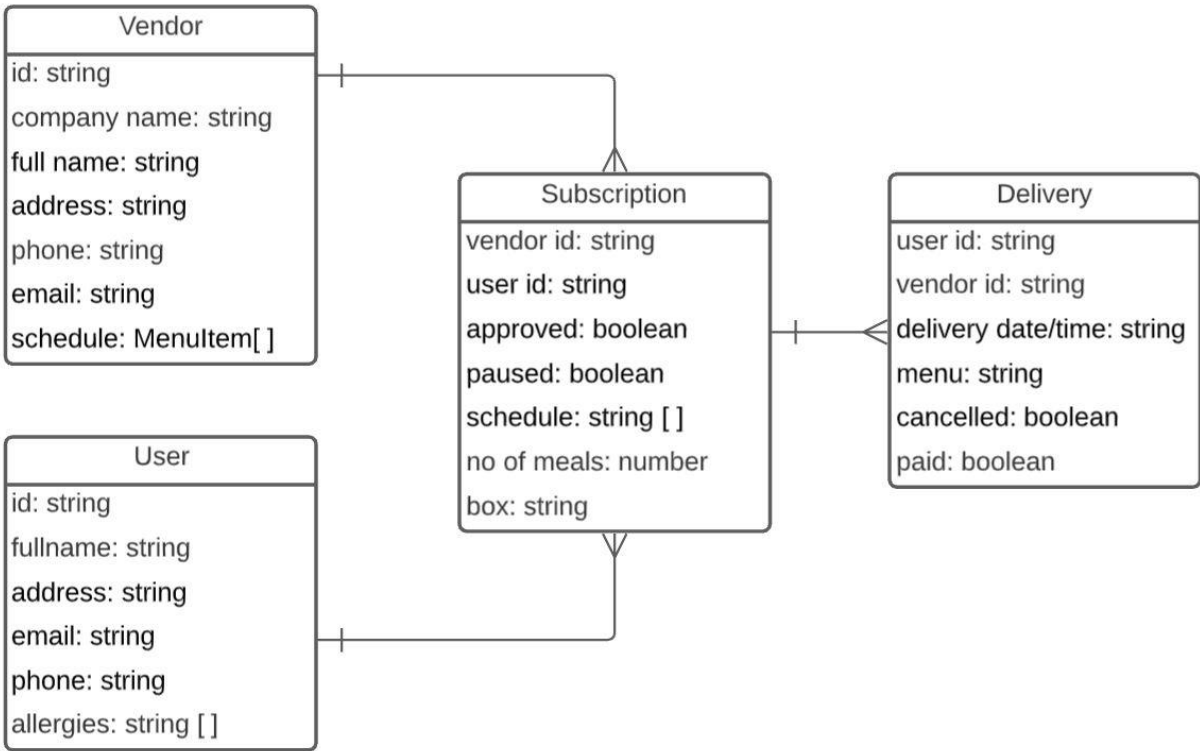 Vendor
id: string
company name: string
full name: string
address: string
phone: string
email: string
schedule: MenuItem[ ]
User
id: string
fullname: string
address: string
email: string
phone: string
allergies: string [ ]
Subscription
vendor id: string
user id: string
approved: boolean
paused: boolean
schedule: string [ ]
no of meals: number
box: string
Delivery
user id: string
vendor id: string
delivery date/time: string
menu: string
cancelled: boolean
paid: boolean